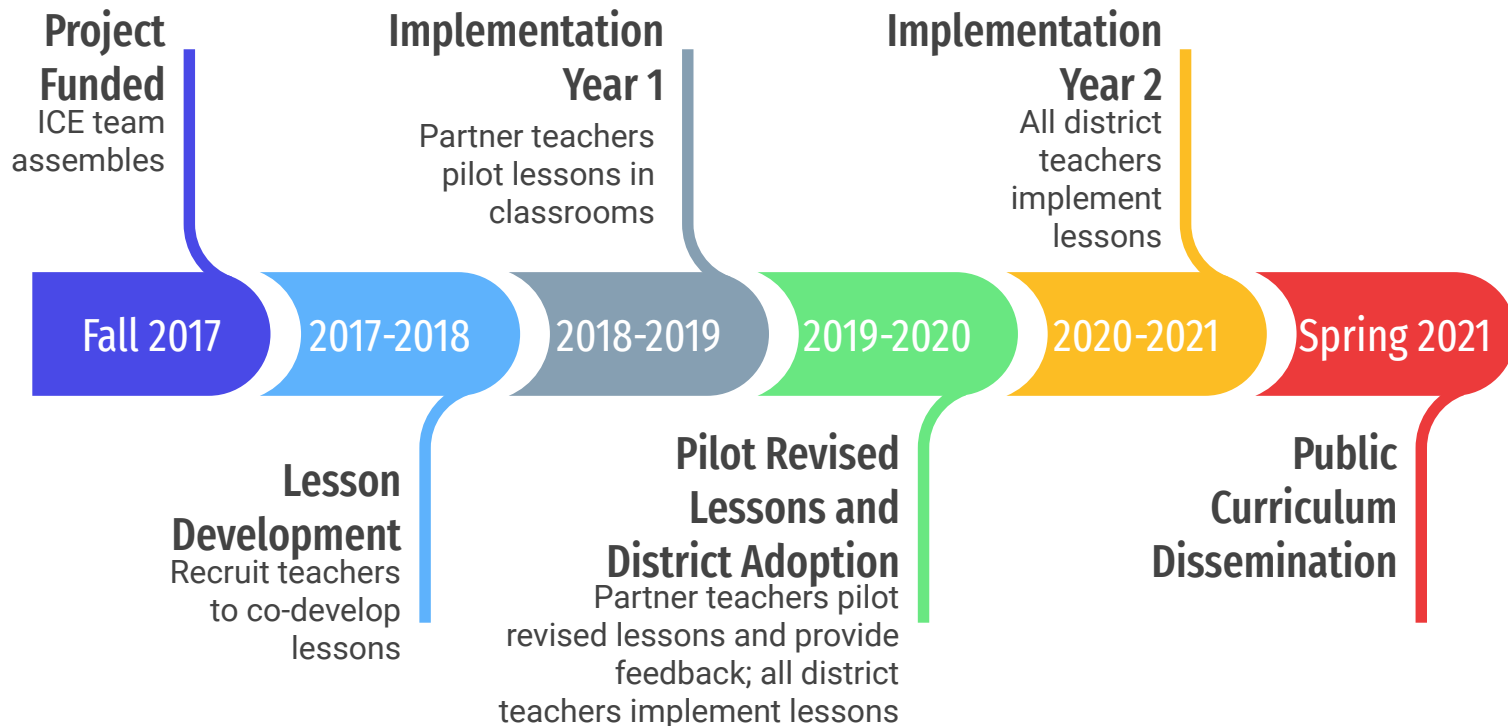 Project
Funded
ICE team
assembles
Implementation
Year 1
Partner teachers
pilot lessons in
classrooms
Implementation
Year 2
All district
teachers
implement
lessons
Fall 2017
2017-2018
2018-2019
2019-2020
2020-2021
Spring 2021
Lesson
Development
Recruit teachers
to co-develop
lessons
Pilot Revised
Lessons and
District Adoption
Partner teachers pilot
revised lessons and provide
feedback; all district
teachers implement lessons
Public
Curriculum
Dissemination